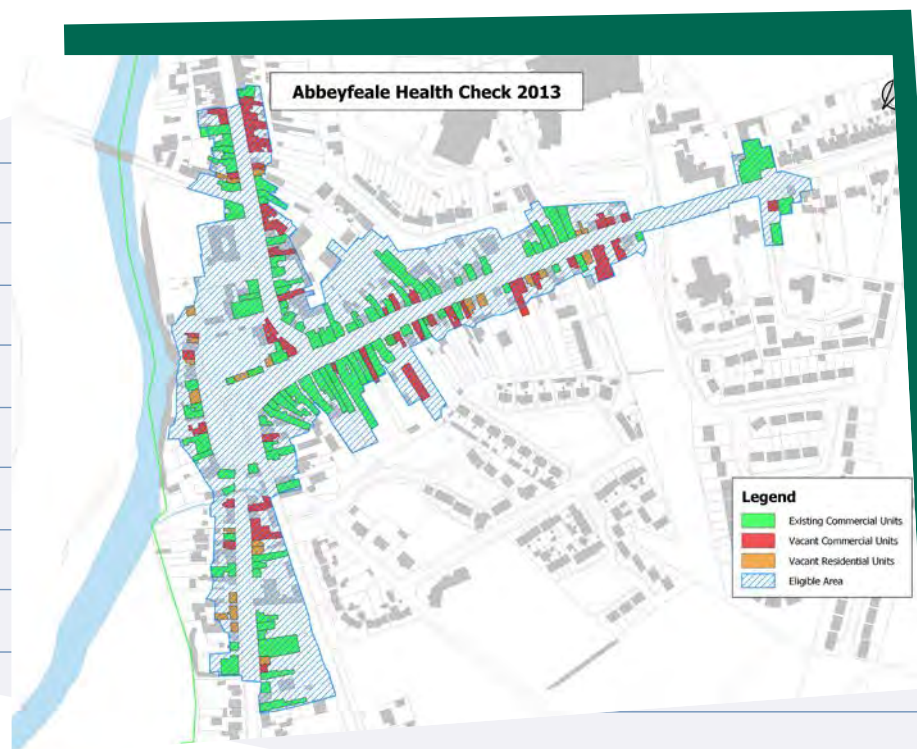 Abbeyfeale Health Check 2013
Legend
Existing Commercial Units
Vacant Commercial Units
Vacant Residential Units
Eligible Area